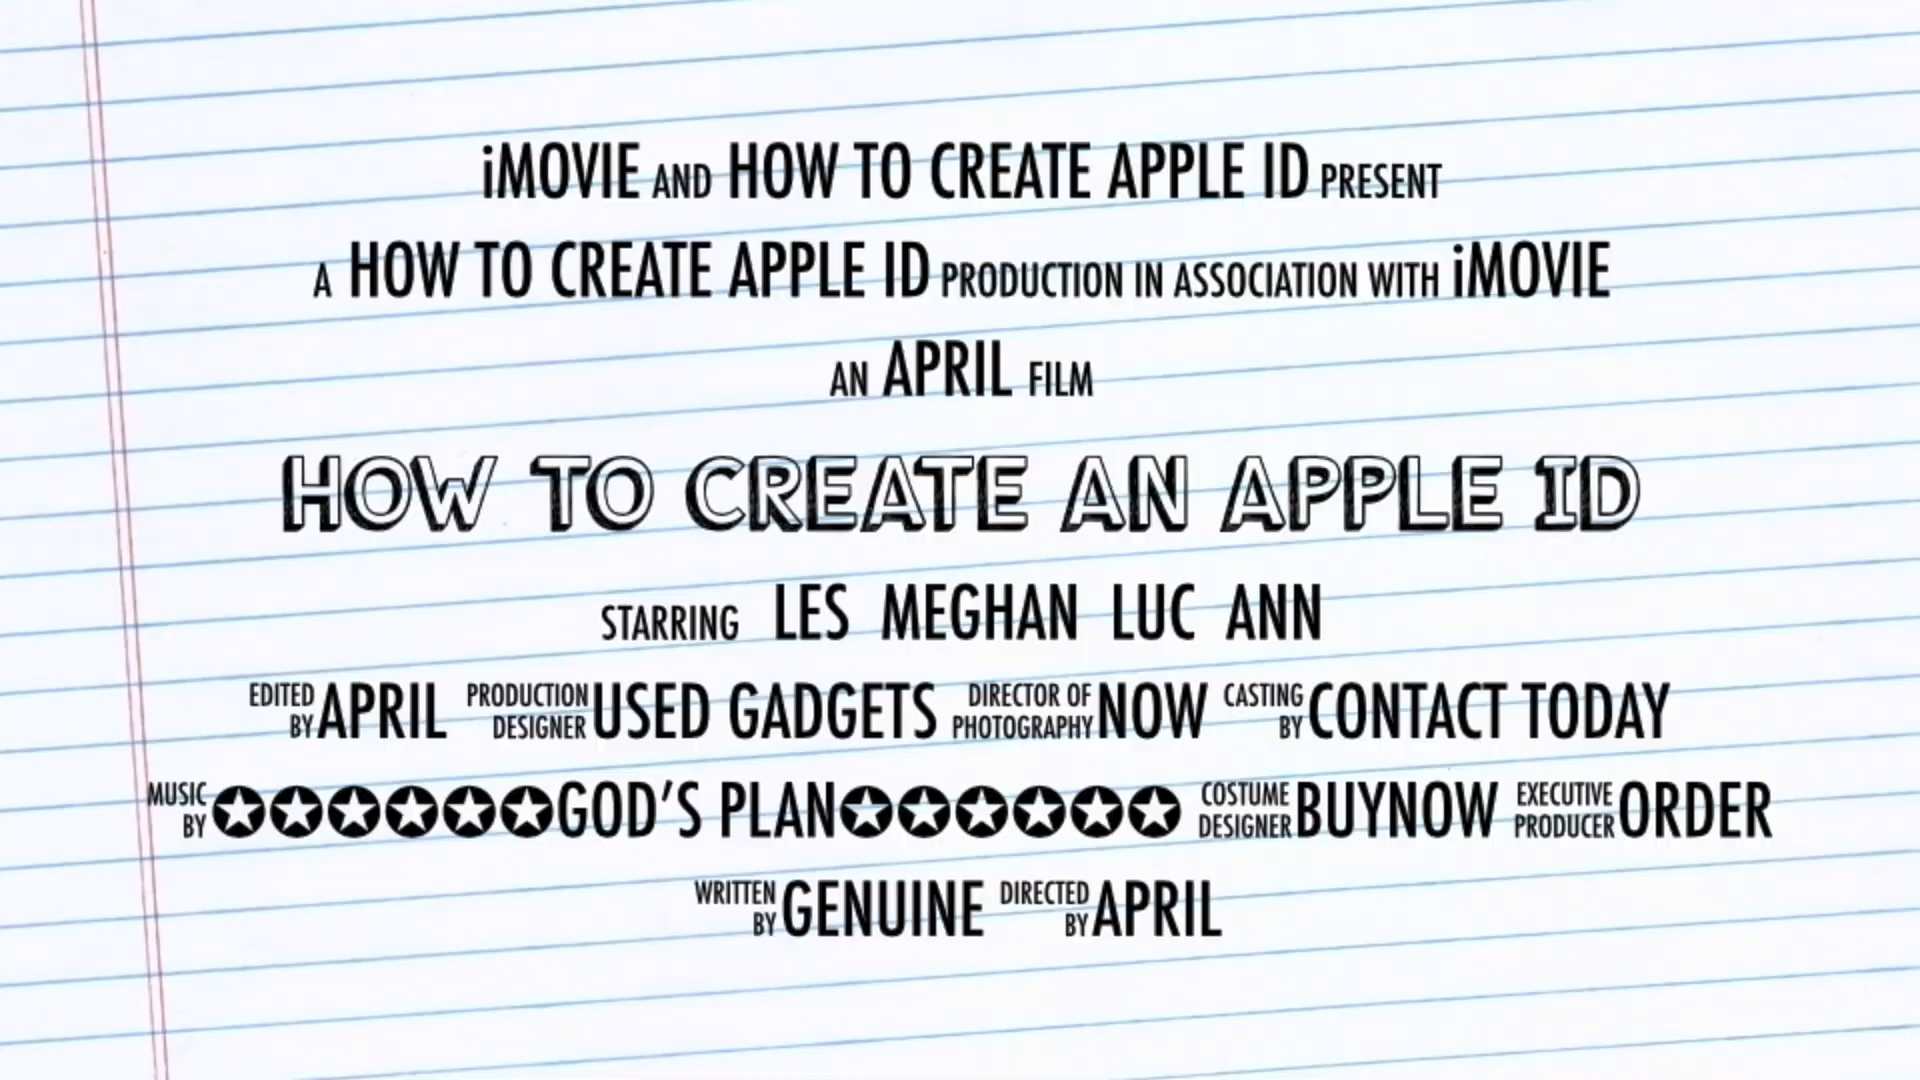 iMOVIE AND HOW TO CREATE APPLE ID PRESENT
A HOW TO CREATE APPLE ID PRODUCTION IN ASSOCIATION WITH iMOVIE
AN APRIL FILM
HOW TO CREATE AN APPLE ID
STARRING LES MEGHAN LUC ANN
EDITED BY APRIL PRODUCTION DESIGNER USED GADGETS DIRECTOR OF PHOTOGRAPHY NOW CASTING BY CONTACT TODAY
MUSIC BY ✪✪✪✪✪✪GOD'S PLAN✪✪✪✪✪✪ COSTUME DESIGNER BUYNOW EXECUTIVE PRODUCER ORDER
WRITTEN BY GENUINE DIRECTED BY APRIL